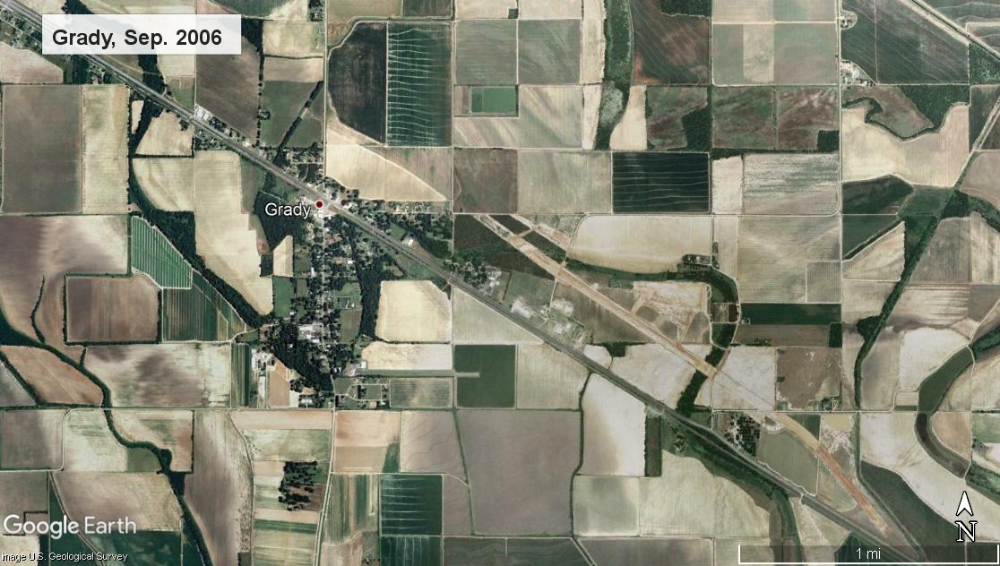 Grady, Sep. 2006
Grady
Google Earth
N
Image U.S. Geological Survey
1 mi